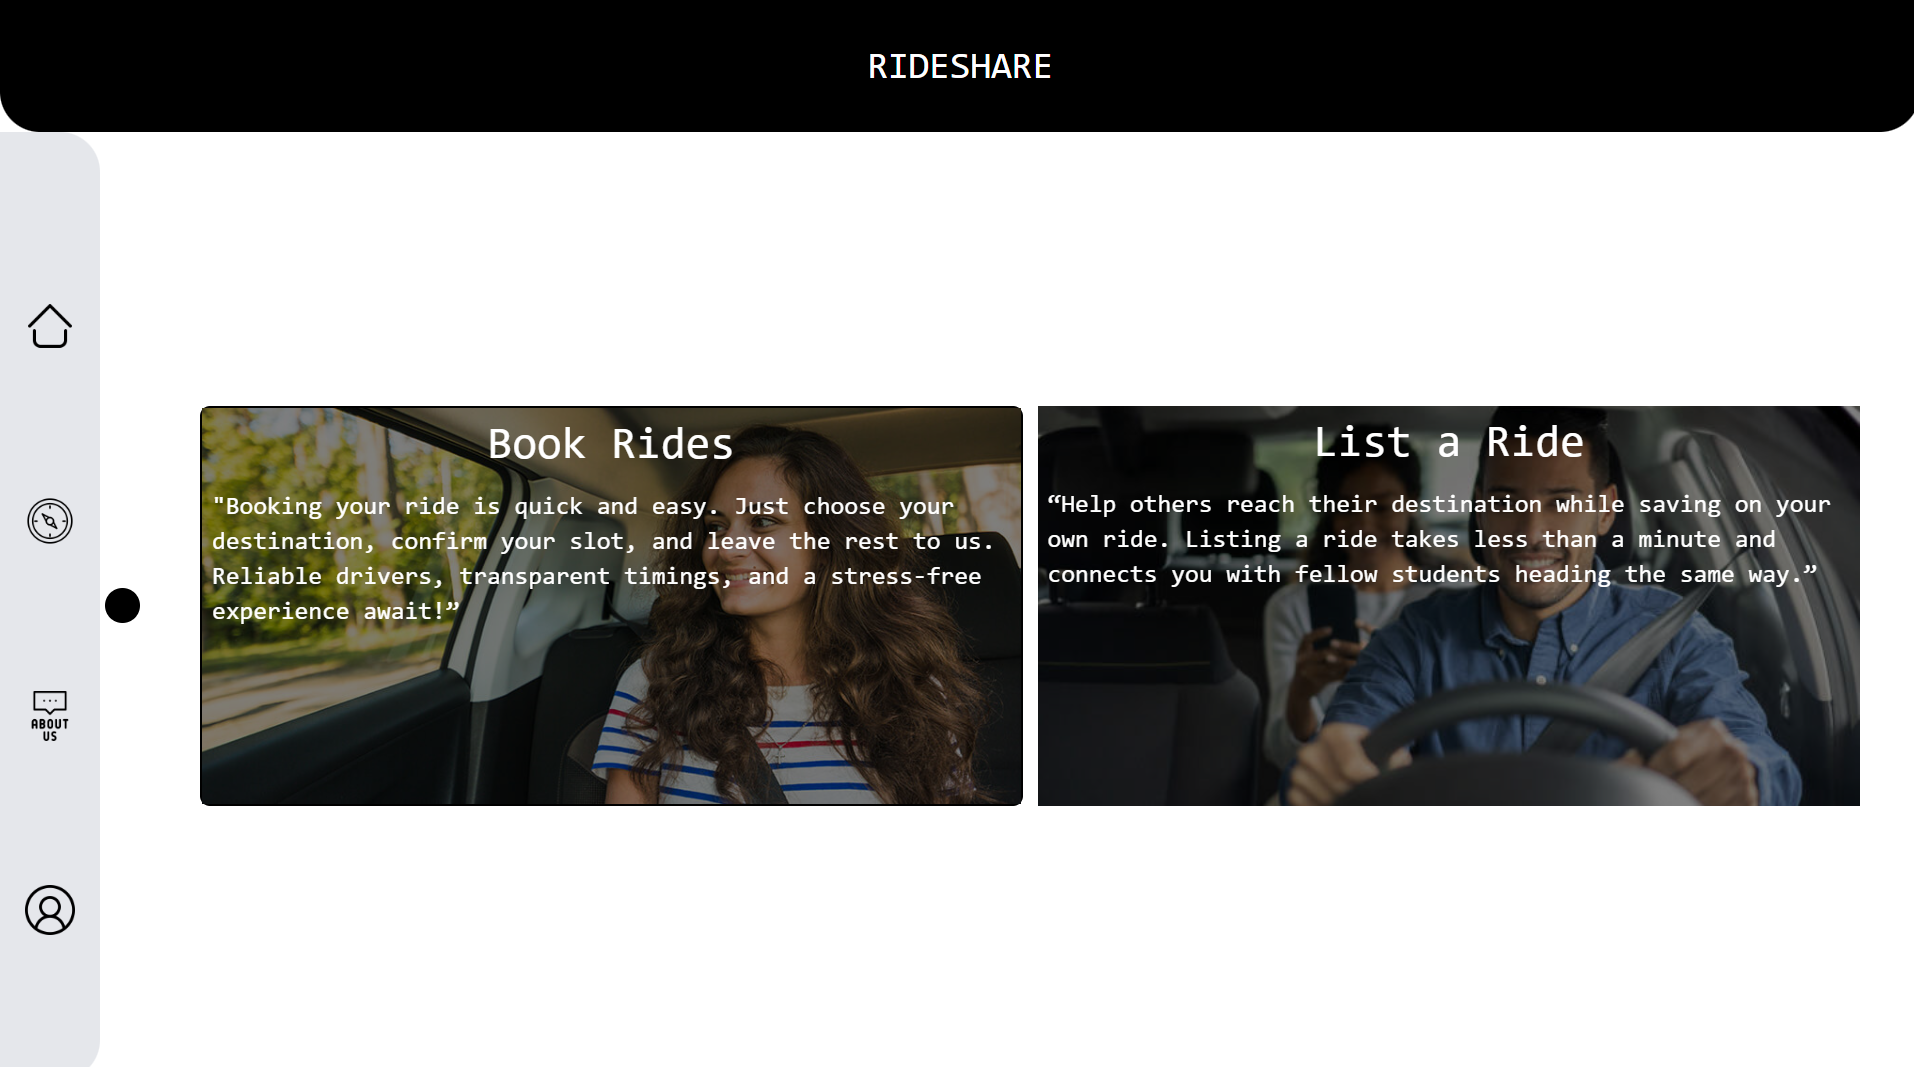 RIDESHARE
Book Rides
"Booking your ride is quick and easy. Just choose your
destination, confirm your slot, and leave the rest to us.
Reliable drivers, transparent timings, and a stress-free
experience await!”
List a Ride
“Help others reach their destination while saving on your
own ride. Listing a ride takes less than a minute and
connects you with fellow students heading the same way.”
ABOUT
US